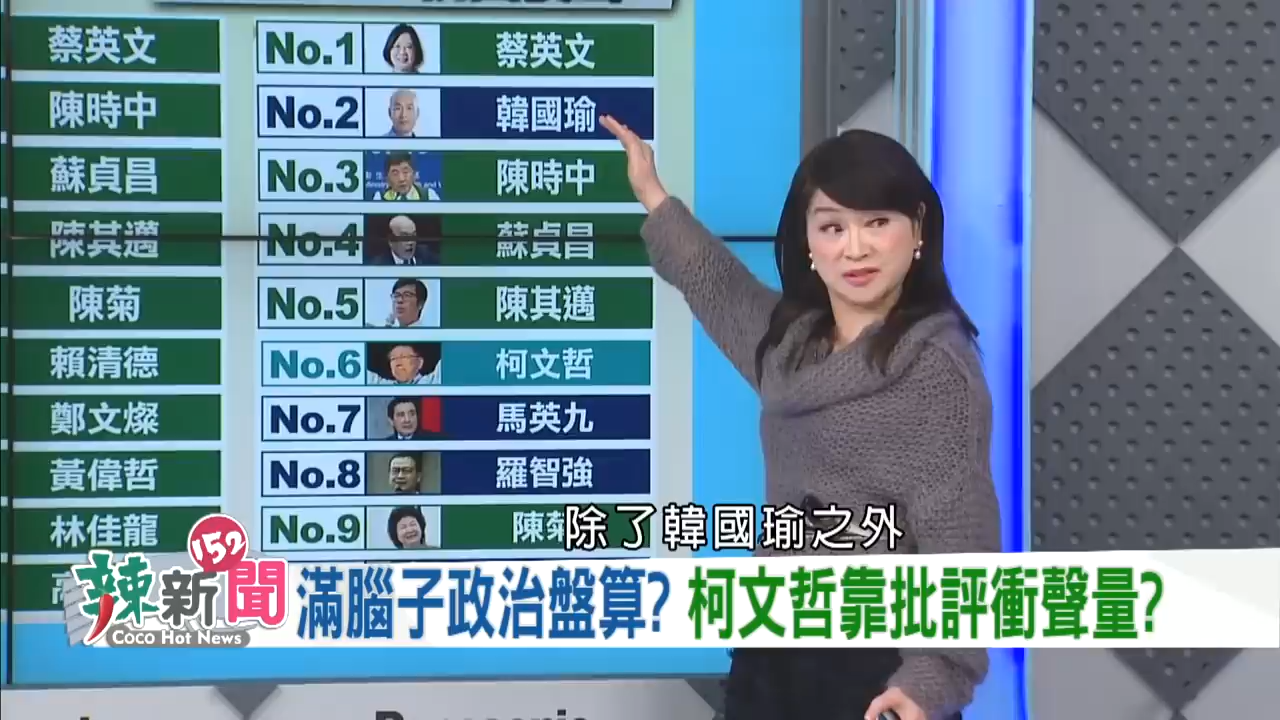 蔡英文
陳時中
蘇貞昌
陳其邁
陳菊
賴清德
鄭文燦
黃偉哲
林佳龍
No.1 蔡英文
No.2 韓國瑜
No.3 陳時中
No.4 蘇貞昌
No.5 陳其邁
No.6 柯文哲
No.7 馬英九
No.8 羅智強
No.9 陳菊
除了韓國瑜之外
152
辣新聞
Coco Hot News
滿腦子政治盤算? 柯文哲靠批評衝聲量?